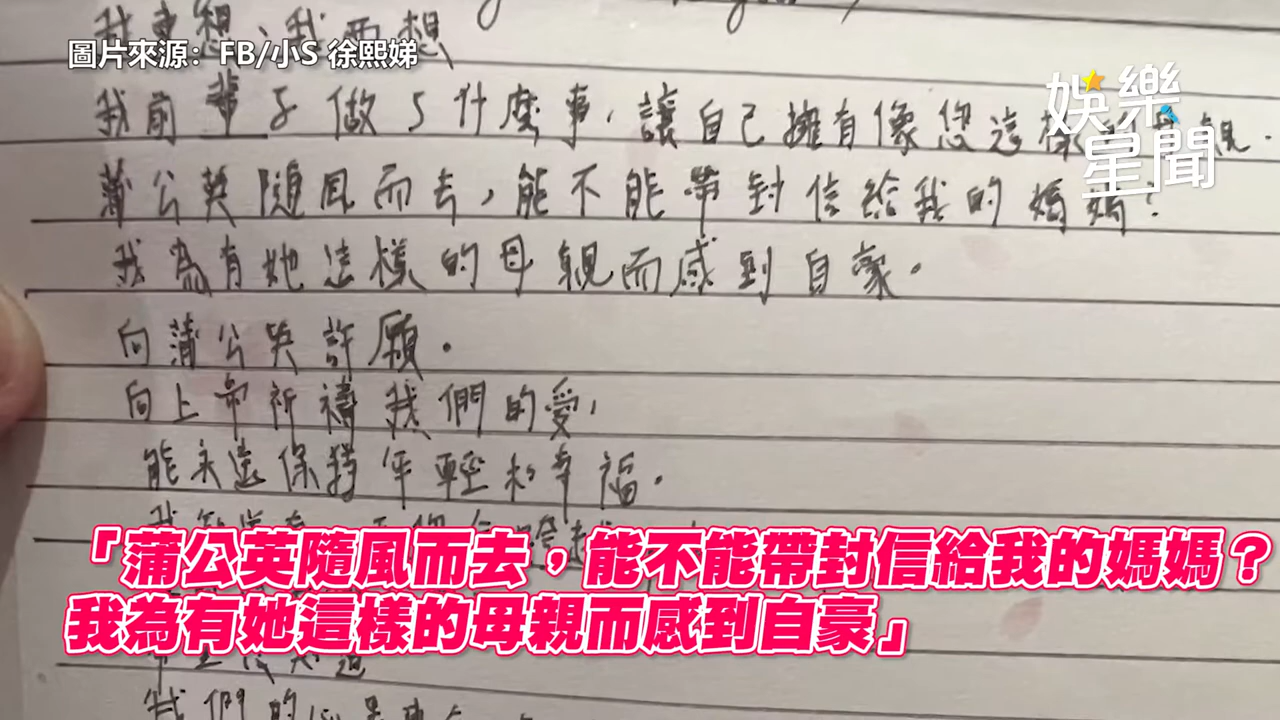 圖片來源：FB/小S 徐熙娣
娛樂星聞
我前輩子做了什麼事，讓自己擁有像您這樣的母親．
蒲公英隨風而去，能不能帶封信給我的媽媽？
我為有她這樣的母親而感到自豪．
向蒲公英許願．
向上帝祈禱我們的愛，
能永遠保持年輕和幸福．
「蒲公英隨風而去，能不能帶封信給我的媽媽？
我為有她這樣的母親而感到自豪」
我們的